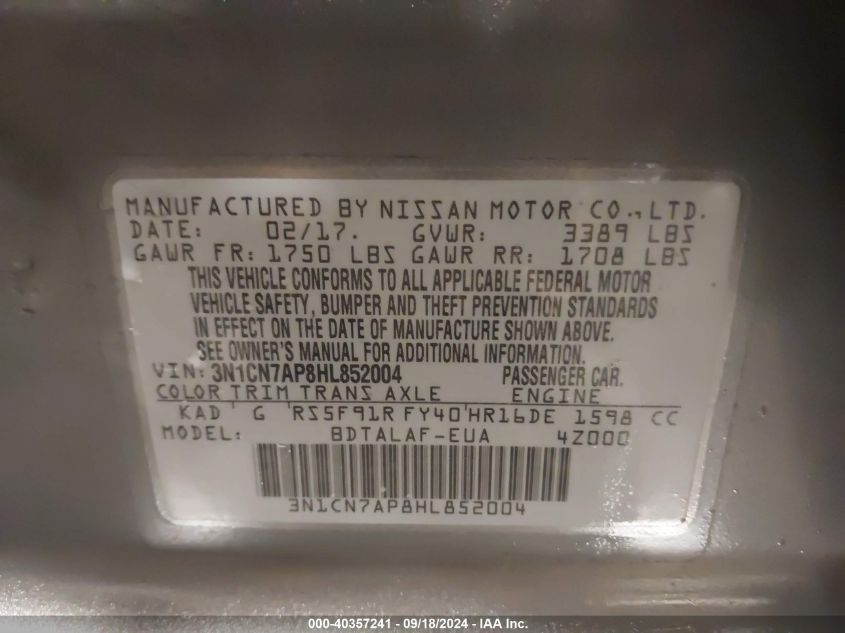 MANUFACTURED BY NISSAN MOTOR CO., LTD.
DATE: 02/17. GVWR: 3389 LBS
GAWR FR: 1750 LBS GAWR RR: 1708 LBS
THIS VEHICLE CONFORMS TO ALL APPLICABLE FEDERAL MOTOR
VEHICLE SAFETY, BUMPER AND THEFT PREVENTION STANDARDS
IN EFFECT ON THE DATE OF MANUFACTURE SHOWN ABOVE.
SEE OWNER'S MANUAL FOR ADDITIONAL INFORMATION.
VIN: 3N1CN7AP8HL852004 PASSENGER CAR.
COLOR TRIM TRANS AXLE ENGINE
KAD G RS5F91R FY40 HR16DE 1598 CC
MODEL: BDTALAF-EUA 4Z000
3N1CN7AP8HL852004
000-40357241 - 09/18/2024 - IAA Inc.